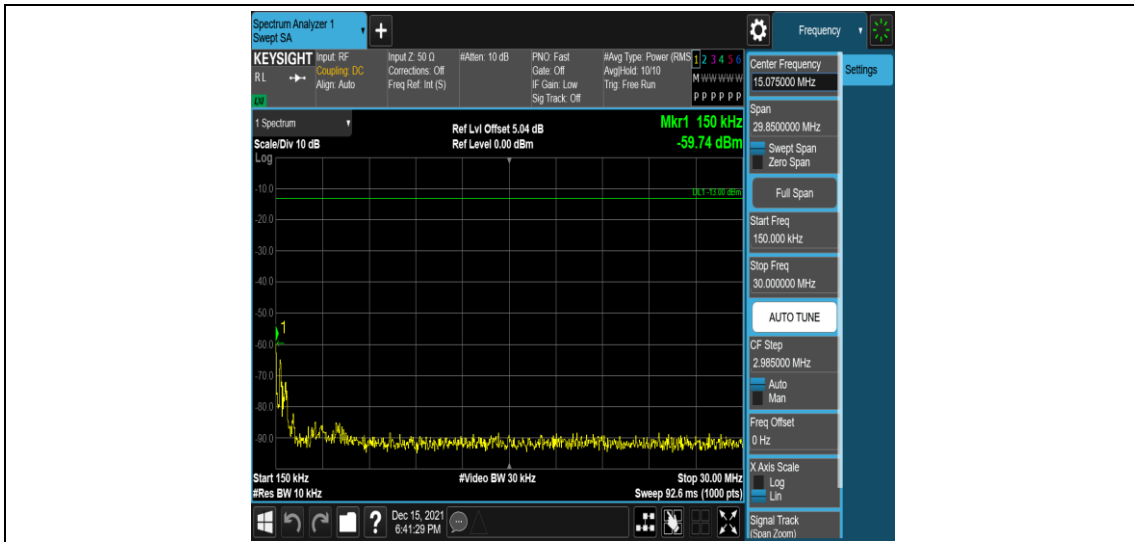 Spectrum Analyzer 1
Swept SA
+
Frequency
KEYSIGHT
RL
LXI
Input: RF
Coupling: DC
Align: Auto
Input Z: 50 Ω
Corrections: Off
Freq Ref: Int (S)
#Atten: 10 dB
PNO: Fast
Gate: Off
IF Gain: Low
Sig Track: Off
#Avg Type: Power (RMS
Avg|Hold: 10/10
Trig: Free Run
1 2 3 4 5 6
M W W W W W
P P P P P P
1 Spectrum
Scale/Div 10 dB
Log
Ref Lvl Offset 5.04 dB
Ref Level 0.00 dBm
Mkr1 150 kHz
-59.74 dBm
DL1 -13.00 dBm
-10.0
-20.0
-30.0
-40.0
-50.0
1
-60.0
-70.0
-80.0
-90.0
Start 150 kHz
#Video BW 30 kHz
Stop 30.00 MHz
#Res BW 10 kHz
Sweep 92.6 ms (1000 pts)
Dec 15, 2021
6:41:29 PM
?
Center Frequency
15.075000 MHz
Settings
Span
29.8500000 MHz
Swept Span
Zero Span
Full Span
Start Freq
150.000 kHz
Stop Freq
30.000000 MHz
AUTO TUNE
CF Step
2.985000 MHz
Auto
Man
Freq Offset
0 Hz
X Axis Scale
Log
Lin
Signal Track
(Span Zoom)